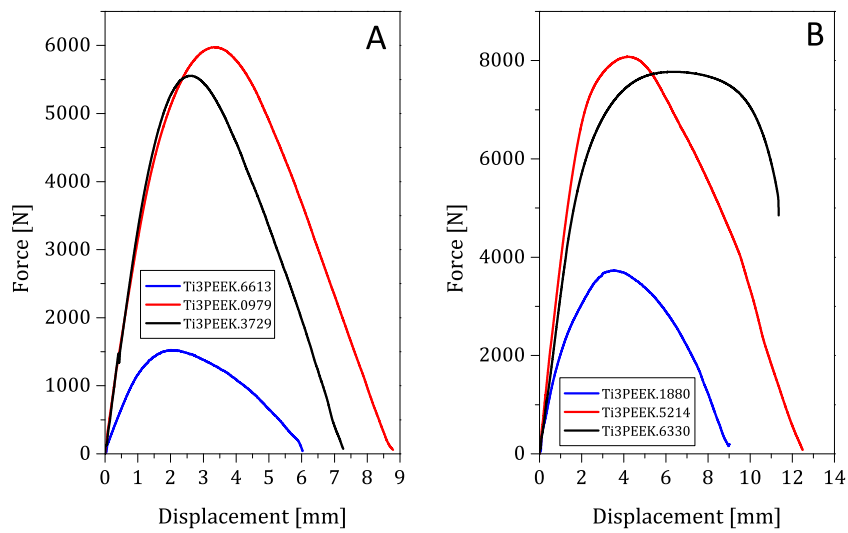 A
6000
5000
4000
3000
2000
1000
0
Force [N]
Ti3PEEK.6613
Ti3PEEK.0979
Ti3PEEK.3729
0 1 2 3 4 5 6 7 8 9
Displacement [mm]
B
8000
6000
4000
2000
0
Force [N]
Ti3PEEK.1880
Ti3PEEK.5214
Ti3PEEK.6330
0 2 4 6 8 10 12 14
Displacement [mm]